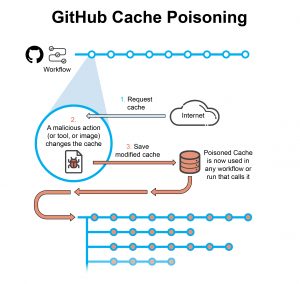 GitHub Cache Poisoning
Workflow
1. Request
cache
Internet
2.
A malicious action
(or tool, or image)
changes the cache
3. Save
modified cache
Poisoned Cache
is now used in
any workflow or
run that calls it